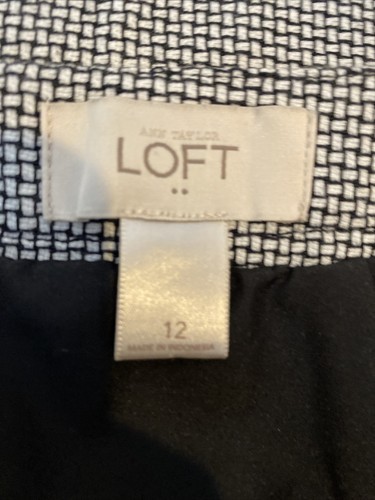 ANN TAYLOR
LOFT
12
MADE IN INDONESIA